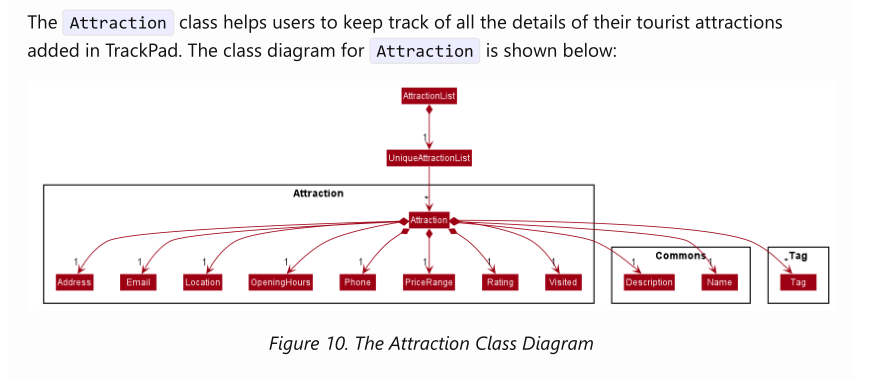 The Attraction class helps users to keep track of all the details of their tourist attractions
added in TrackPad. The class diagram for Attraction is shown below:
AttractionList
1
UniqueAttractionList
Attraction
*
Attraction
Commons
Tag
1 1 1 1 1 1 1 1 1 1 *
Address Email Location OpeningHours Phone PriceRange Rating Visited Description Name Tag
Figure 10. The Attraction Class Diagram